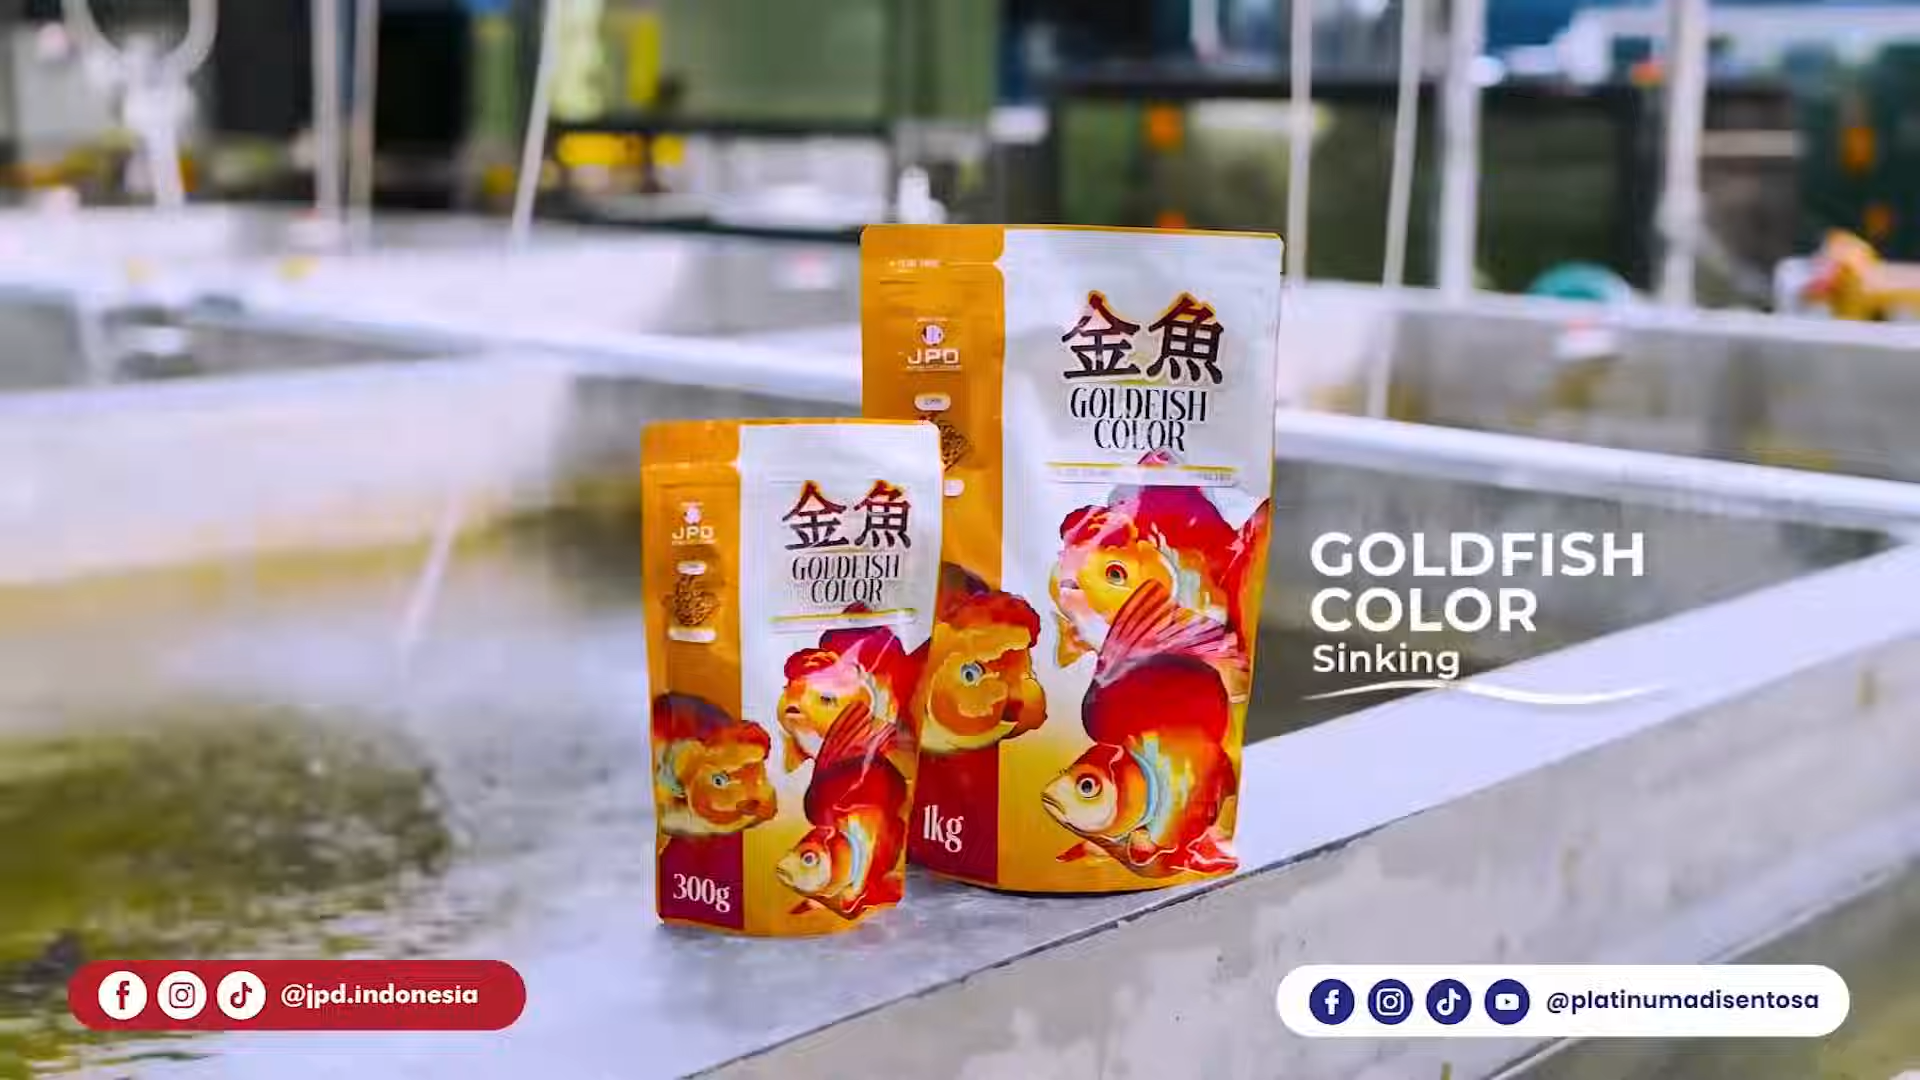 JPD
金魚
GOLDFISH
COLOR
1kg
JPD
金魚
GOLDFISH
COLOR
300g
GOLDFISH
COLOR
Sinking
@jpd.indonesia
@platinumadisentosa